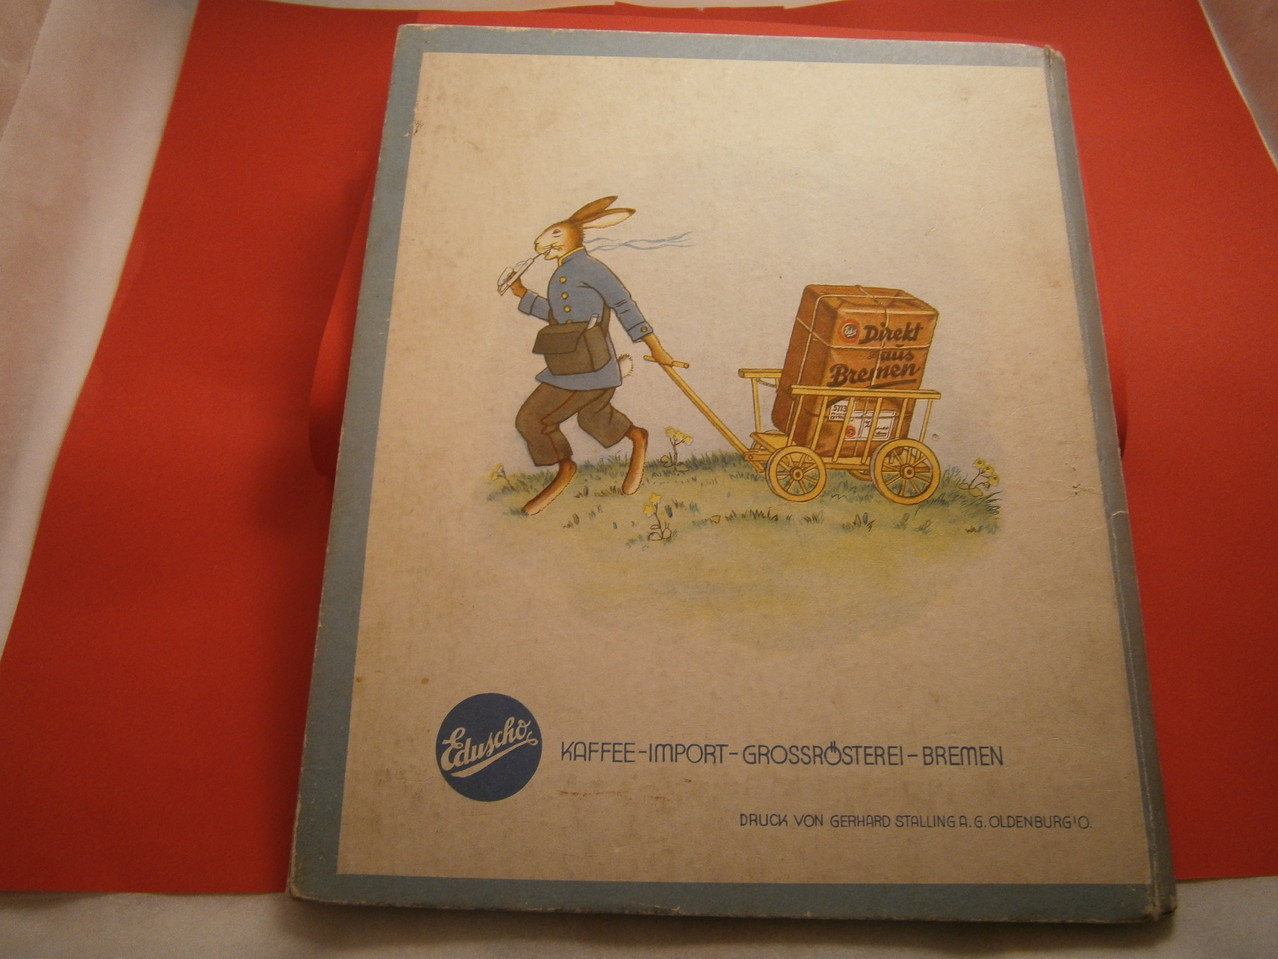 Direkt
aus
Bremen
Eduscho
KAFFEE-IMPORT-GROSSRÖSTEREI-BREMEN
DRUCK VON GERHARD STALLING A.G. OLDENBURG I O.